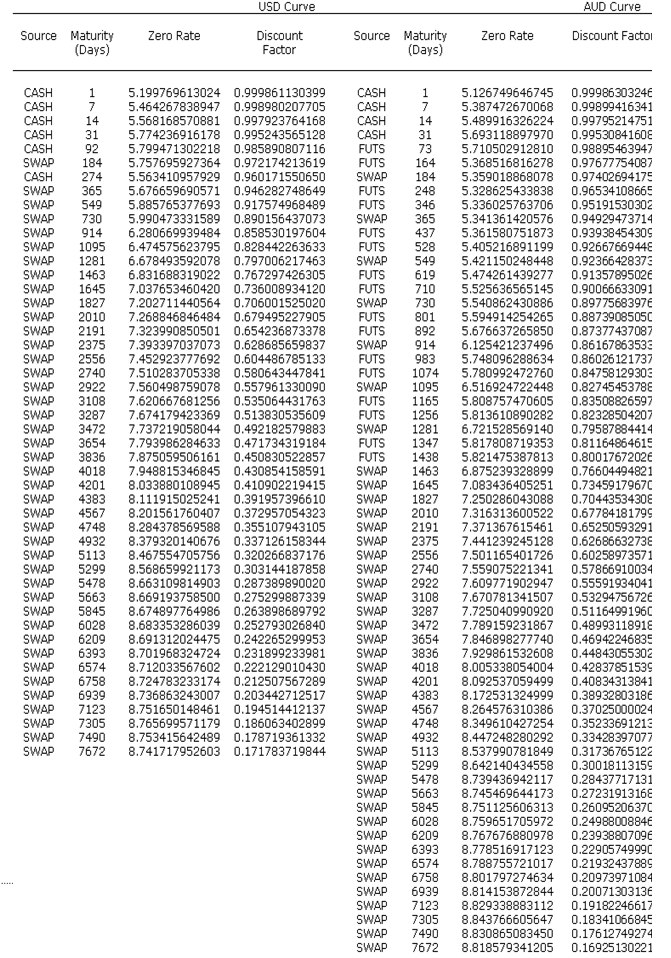 USD Curve AUD Curve
Source Maturity (Days) Zero Rate Discount Factor Source Maturity (Days) Zero Rate Discount Factor
CASH 1 5.199769613024 0.999861130399 CASH 1 5.126749646745 0.99986303246
CASH 7 5.464267838947 0.998980207705 CASH 7 5.387472670068 0.99899416341
CASH 14 5.568168570881 0.997923764168 CASH 14 5.489916326224 0.99795214751
CASH 31 5.774236916178 0.995243565128 CASH 31 5.693118897970 0.99530841608
CASH 92 5.799471302218 0.985890807116 FUTS 73 5.710502912810 0.98895463947
SWAP 184 5.757695927364 0.972174213619 FUTS 164 5.368516816278 0.97677754087
CASH 274 5.563410957929 0.960171550650 SWAP 184 5.359018868078 0.97402694175
SWAP 365 5.676659690571 0.946282748649 FUTS 248 5.328625433838 0.96534108665
SWAP 549 5.885765377693 0.917574968489 FUTS 346 5.336025763706 0.95191530302
SWAP 730 5.990473331589 0.890156437073 SWAP 365 5.341361420576 0.94929473714
SWAP 914 6.280669939484 0.858530197604 FUTS 437 5.361580751873 0.93938454309
SWAP 1095 6.474575623795 0.828442263633 FUTS 528 5.405216891199 0.92667669448
SWAP 1281 6.678493592078 0.797006217463 SWAP 549 5.421150248448 0.92366428373
SWAP 1463 6.831688319022 0.767297426305 FUTS 619 5.474261439277 0.91357895026
SWAP 1645 7.037653460420 0.736008934120 FUTS 710 5.525636565145 0.90066633091
SWAP 1827 7.202711440564 0.706001525020 SWAP 730 5.540862430886 0.89775683976
SWAP 2010 7.268846846484 0.679495227905 FUTS 801 5.594914254265 0.88739085050
SWAP 2191 7.323990850501 0.654236873378 FUTS 892 5.676637265850 0.87377437087
SWAP 2375 7.393397037073 0.628685659837 SWAP 914 6.125421237496 0.86167863533
SWAP 2556 7.452923777692 0.604486785133 FUTS 983 5.748096288634 0.86026121737
SWAP 2740 7.510283705338 0.580643447841 FUTS 1074 5.780992472760 0.84758129303
SWAP 2922 7.560498759078 0.557961330090 SWAP 1095 6.516924722448 0.82745453788
SWAP 3108 7.620667681256 0.535064431763 FUTS 1165 5.808757470605 0.83508826597
SWAP 3287 7.674179423369 0.513830535609 FUTS 1256 5.813610890282 0.82328504207
SWAP 3472 7.737219058044 0.492182579883 SWAP 1281 6.721528569140 0.79587884414
SWAP 3654 7.793986284633 0.471734319184 FUTS 1347 5.817808719353 0.81164864615
SWAP 3836 7.875059506161 0.450830522857 FUTS 1438 5.821475387813 0.80017672026
SWAP 4018 7.948815346845 0.430854158591 SWAP 1463 6.875239328899 0.76604494821
SWAP 4201 8.033880108945 0.410902219415 SWAP 1645 7.083436405251 0.73459179670
SWAP 4383 8.111915025241 0.391957396610 SWAP 1827 7.250286043088 0.70443534308
SWAP 4567 8.201561760407 0.372957054323 SWAP 2010 7.316313600522 0.67784181799
SWAP 4748 8.284378569588 0.355107943105 SWAP 2191 7.371367615461 0.65250593291
SWAP 4932 8.379320140676 0.337126158344 SWAP 2375 7.441239245128 0.62686632738
SWAP 5113 8.467554705756 0.320266837176 SWAP 2556 7.501165401726 0.60258973571
SWAP 5299 8.568659921173 0.303144187858 SWAP 2740 7.559075221341 0.57866910034
SWAP 5478 8.663109814903 0.287389890020 SWAP 2922 7.609771902947 0.55591934041
SWAP 5663 8.669193758500 0.275299887339 SWAP 3108 7.670781341507 0.53294756726
SWAP 5845 8.674897764986 0.263898689792 SWAP 3287 7.725040990920 0.51164991960
SWAP 6028 8.683353286039 0.252793026840 SWAP 3472 7.789159231867 0.48993118918
SWAP 6209 8.691312024475 0.242265299953 SWAP 3654 7.846898277740 0.46942246835
SWAP 6393 8.701968324724 0.231899233981 SWAP 3836 7.929861532608 0.44843055302
SWAP 6574 8.712033567602 0.222129010430 SWAP 4018 8.005338054004 0.42837851539
SWAP 6758 8.724783233174 0.212507567289 SWAP 4201 8.092537059499 0.40834313841
SWAP 6939 8.736863243007 0.203442712517 SWAP 4383 8.172531324999 0.38932803186
SWAP 7123 8.751650148461 0.194514412137 SWAP 4567 8.264576310386 0.37025000024
SWAP 7305 8.765699571179 0.186063402899 SWAP 4748 8.349610427254 0.35233691213
SWAP 7490 8.753415642489 0.178719361332 SWAP 4932 8.447248280292 0.33428397077
SWAP 7672 8.741717952603 0.171783719844 SWAP 5113 8.537990781849 0.31736765122
SWAP 5299 8.642140434558 0.30018113159
SWAP 5478 8.739436942117 0.28437717131
SWAP 5663 8.745469644173 0.27231913168
SWAP 5845 8.751125606313 0.26095206370
SWAP 6028 8.759651705972 0.24988008846
SWAP 6209 8.767676880978 0.23938807096
SWAP 6393 8.778516917123 0.22905749990
SWAP 6574 8.788755721017 0.21932437889
..... SWAP 6758 8.801797274634 0.20973971084
SWAP 6939 8.814153872844 0.20071303136
SWAP 7123 8.829338883112 0.19182246617
SWAP 7305 8.843766605647 0.18341066845
SWAP 7490 8.830865083450 0.17612749274
SWAP 7672 8.818579341205 0.16925130221